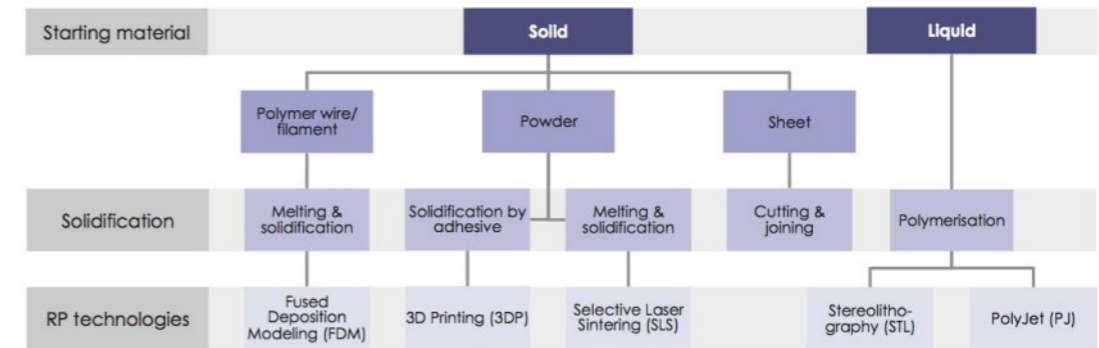 Starting material
Solid
Liquid
Polymer wire/
filament
Powder
Sheet
Solidification
Melting &
solidification
Solidification by
adhesive
Melting &
solidification
Cutting &
joining
Polymerisation
RP technologies
Fused
Deposition
Modeling (FDM)
3D Printing (3DP)
Selective Laser
Sintering (SLS)
Stereolitho-
graphy (STL)
PolyJet (PJ)